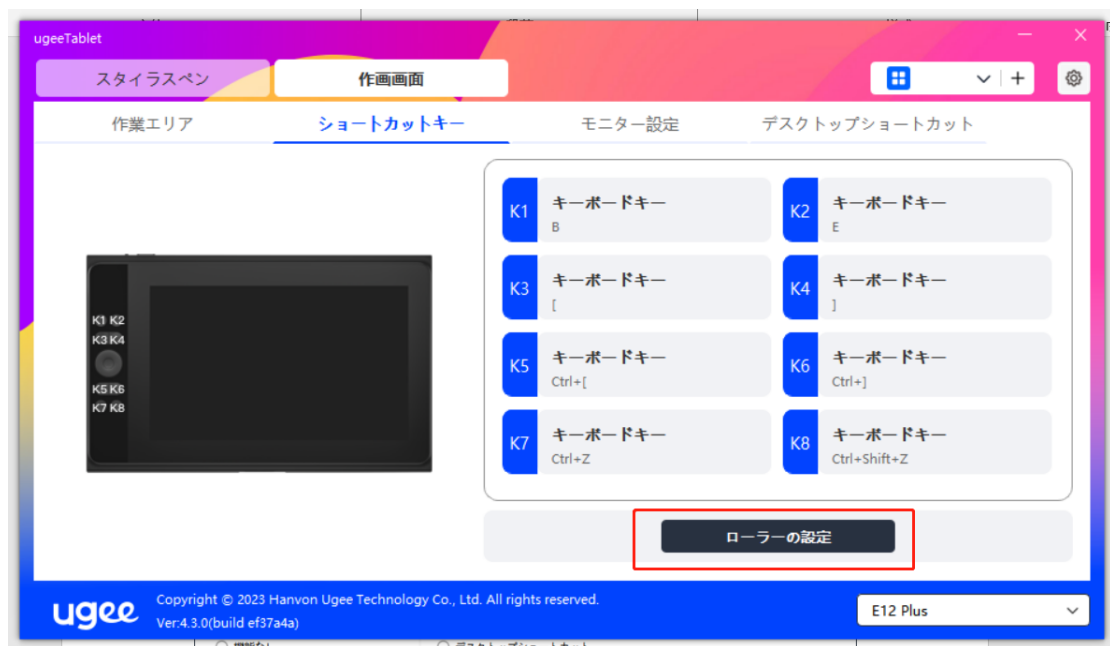 ugeeTablet
スタイラスペン
作画画面
作業エリア
ショートカットキー
モニター設定
デスクトップショートカット
K1 キーボードキー
B
K2 キーボードキー
E
K3 キーボードキー
[
K4 キーボードキー
]
K5 キーボードキー
Ctrl+[
K6 キーボードキー
Ctrl+]
K7 キーボードキー
Ctrl+Z
K8 キーボードキー
Ctrl+Shift+Z
K1 K2
K3 K4
K5 K6
K7 K8
ローラーの設定
ugee
Copyright © 2023 Hanvon Ugee Technology Co., Ltd. All rights reserved.
Ver:4.3.0(build ef37a4a)
E12 Plus